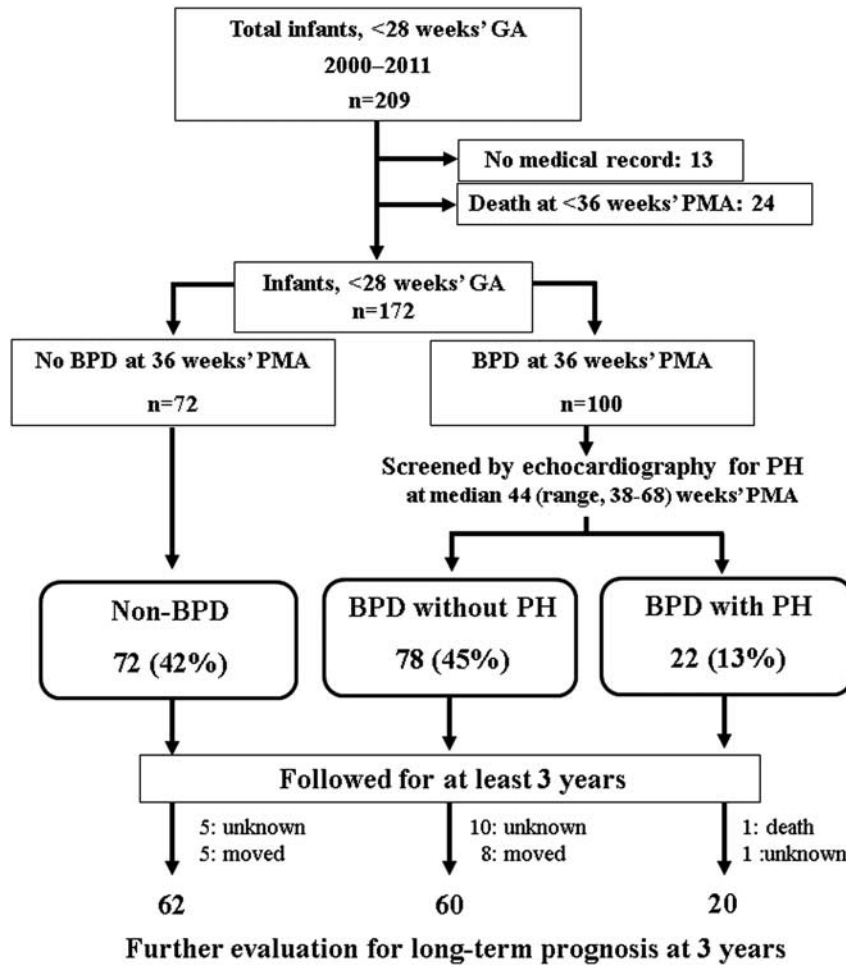 Total infants, <28 weeks' GA
2000–2011
n=209
No medical record: 13
Death at <36 weeks' PMA: 24
Infants, <28 weeks' GA
n=172
No BPD at 36 weeks' PMA
n=72
BPD at 36 weeks' PMA
n=100
Screened by echocardiography for PH
at median 44 (range, 38-68) weeks' PMA
Non-BPD
72 (42%)
BPD without PH
78 (45%)
BPD with PH
22 (13%)
Followed for at least 3 years
5: unknown
5: moved
10: unknown
8: moved
1: death
1 :unknown
62
60
20
Further evaluation for long-term prognosis at 3 years